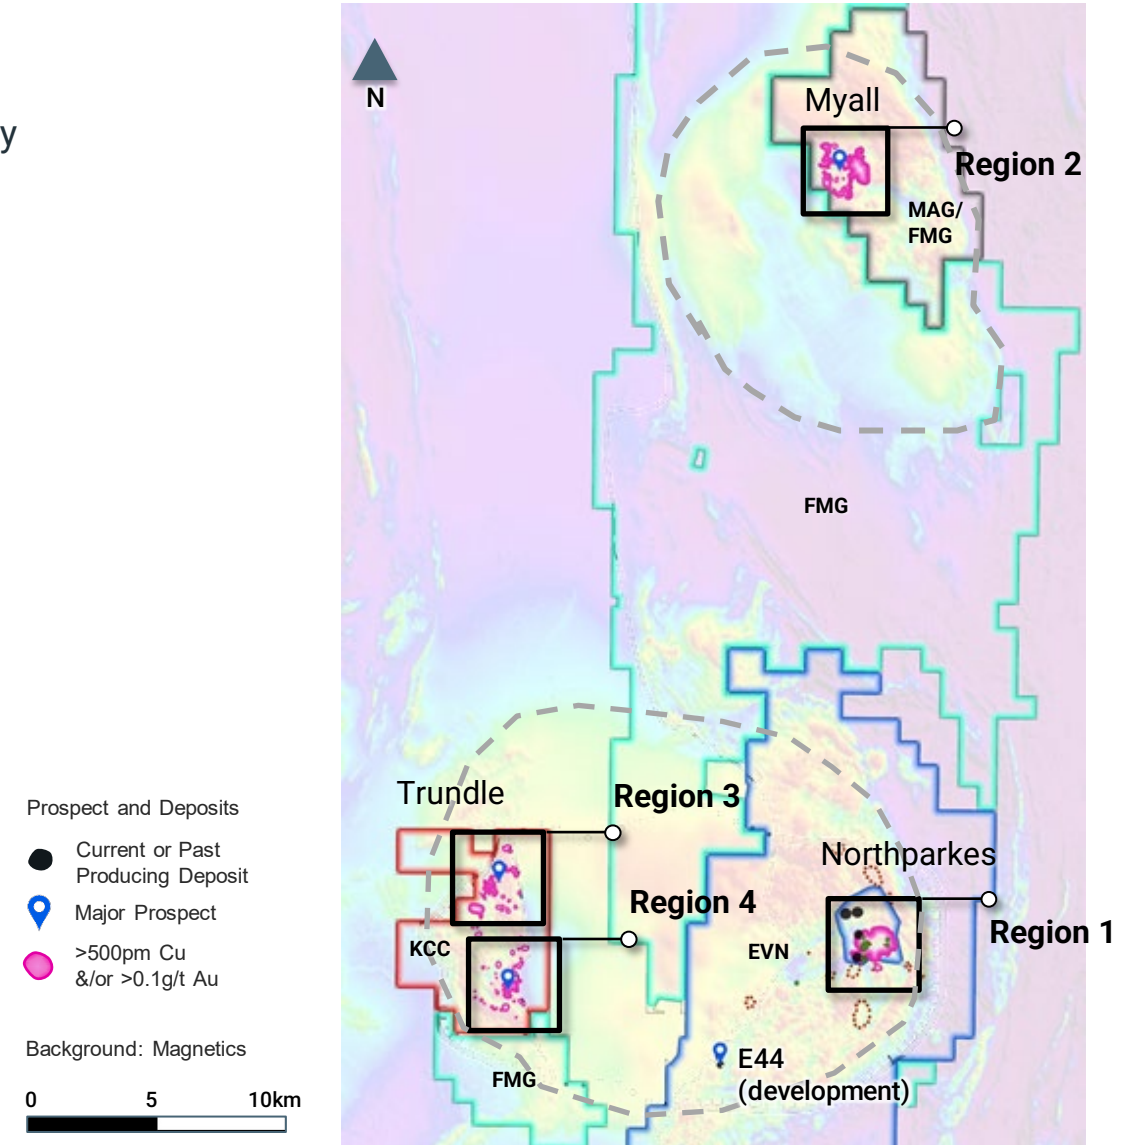 y
N
Myall
Region 2
MAG/
FMG
FMG
Trundle
Region 3
Northparkes
Region 4
Region 1
KCC
EVN
E44
(development)
FMG
Prospect and Deposits
Current or Past
Producing Deposit
Major Prospect
>500pm Cu
&/or >0.1g/t Au
Background: Magnetics
0 5 10km